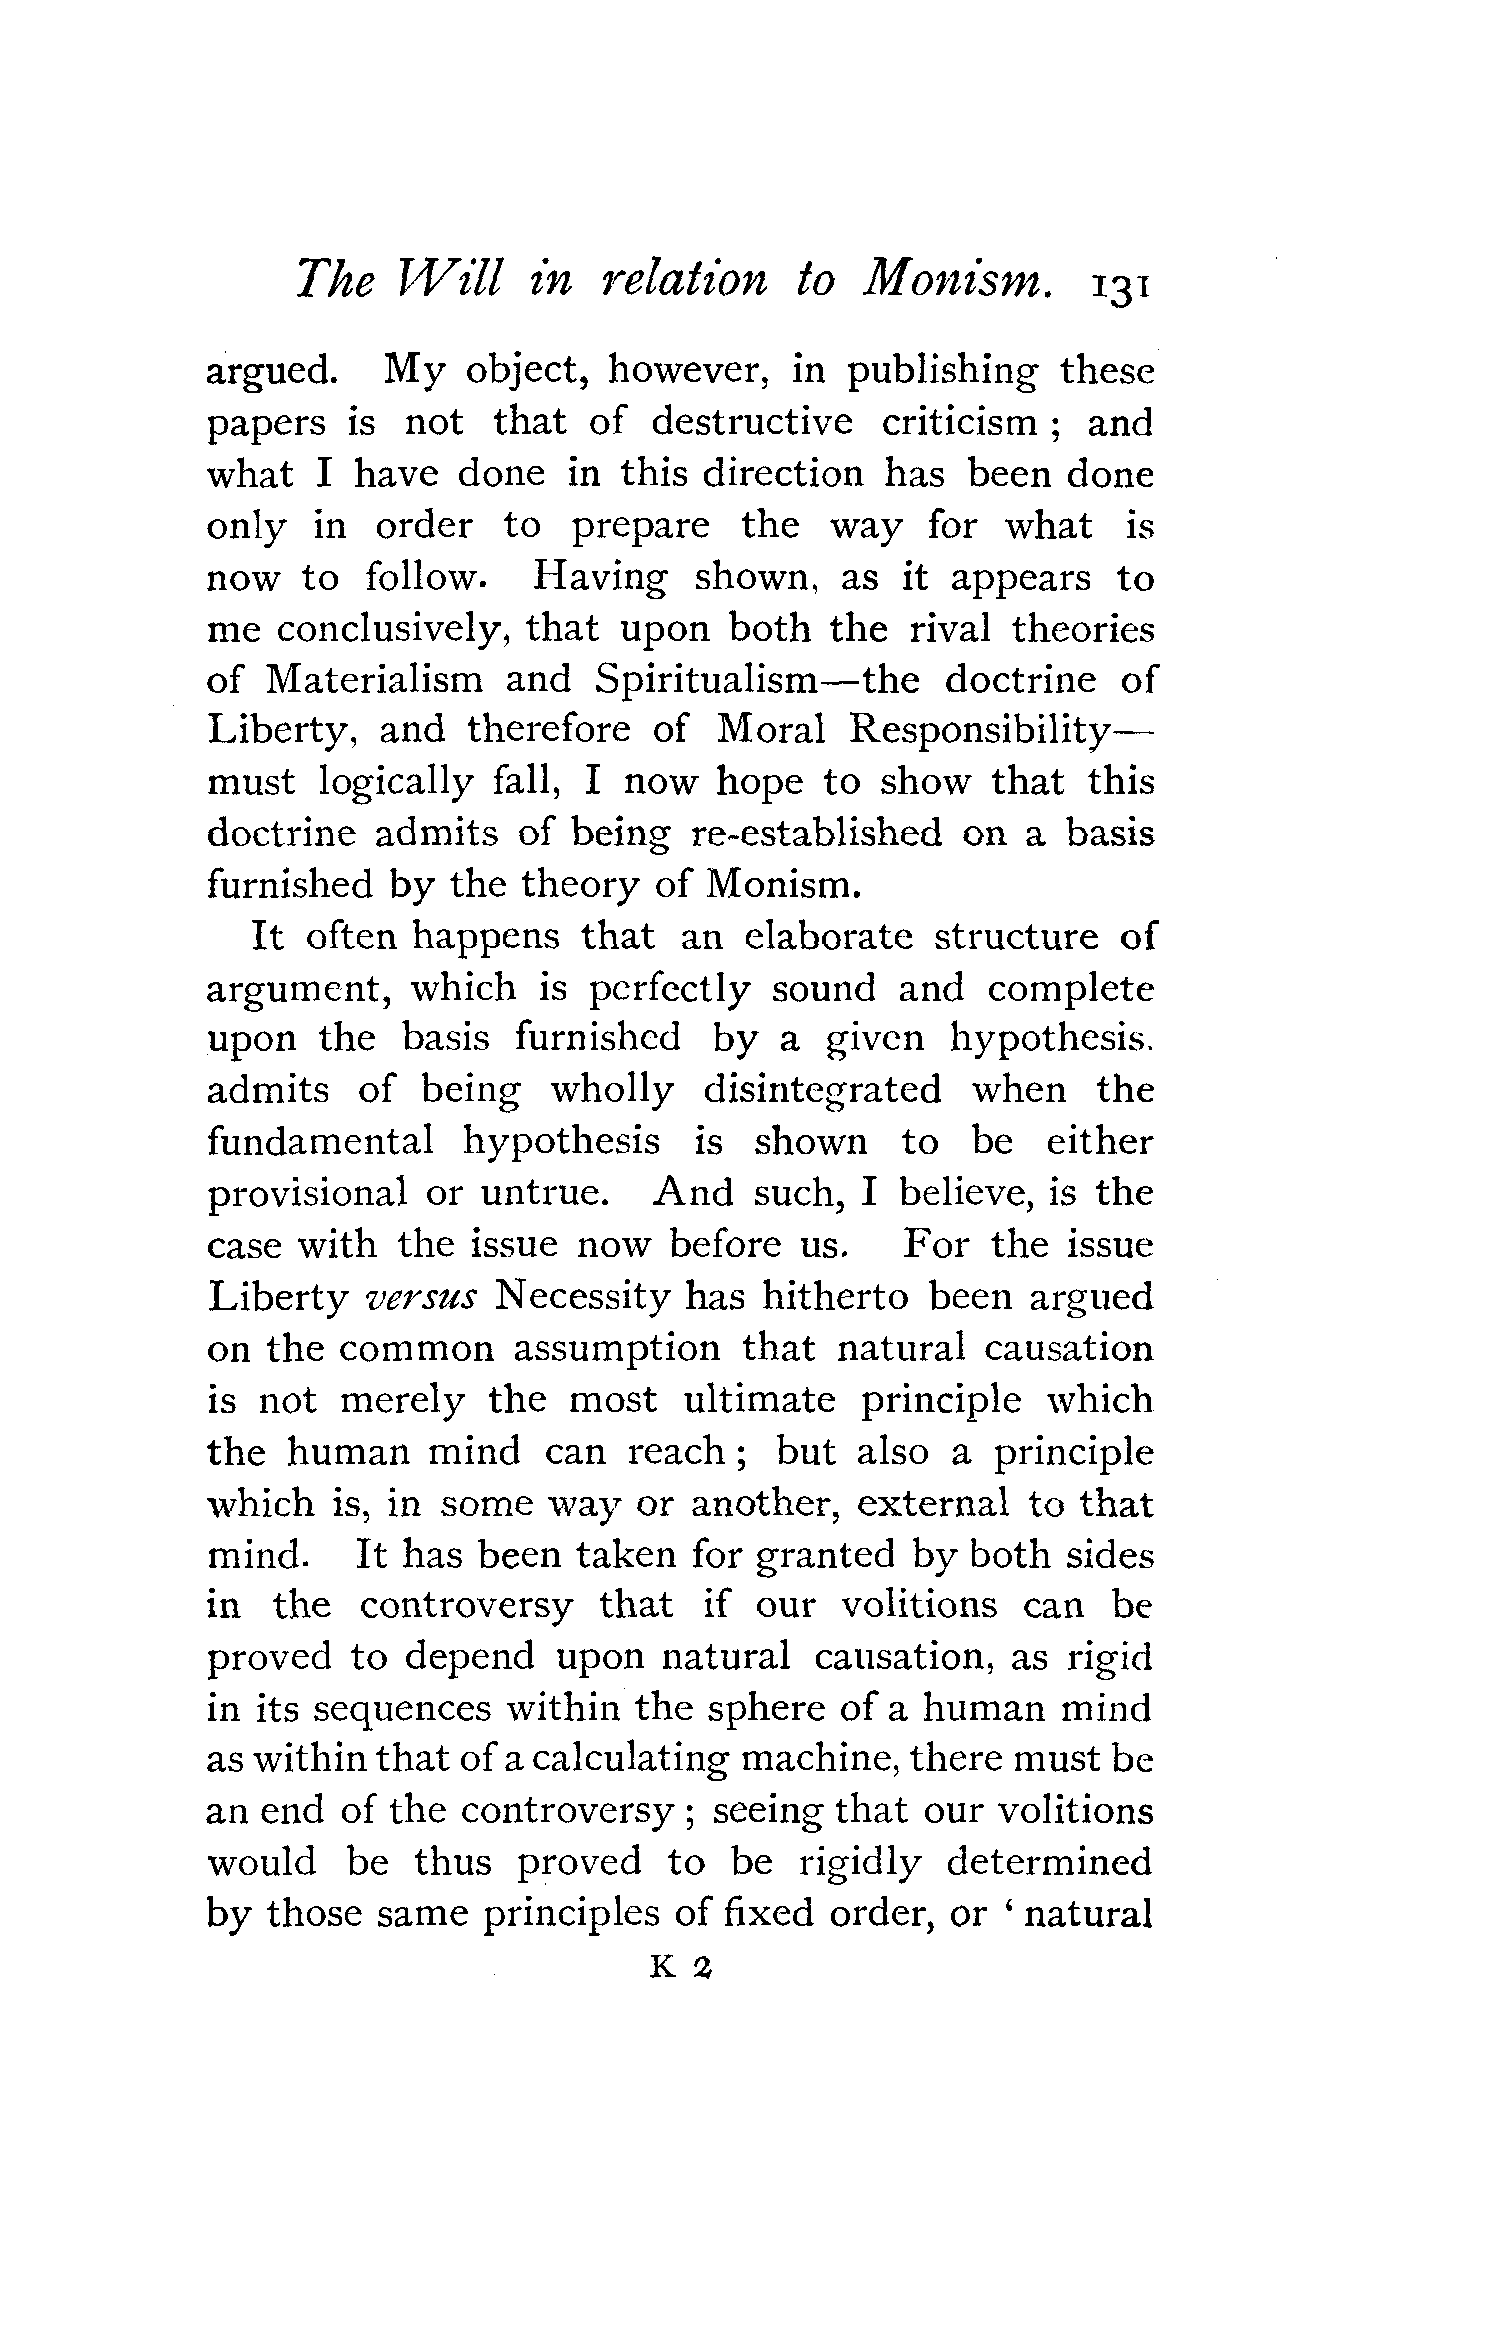 The Will in relation to Monism. 131
argued. My object, however, in publishing these
papers is not that of destructive criticism ; and
what I have done in this direction has been done
only in order to prepare the way for what is
now to follow. Having shown, as it appears to
me conclusively, that upon both the rival theories
of Materialism and Spiritualism—the doctrine of
Liberty, and therefore of Moral Responsibility—
must logically fall, I now hope to show that this
doctrine admits of being re-established on a basis
furnished by the theory of Monism.
It often happens that an elaborate structure of
argument, which is perfectly sound and complete
upon the basis furnished by a given hypothesis.
admits of being wholly disintegrated when the
fundamental hypothesis is shown to be either
provisional or untrue. And such, I believe, is the
case with the issue now before us. For the issue
Liberty versus Necessity has hitherto been argued
on the common assumption that natural causation
is not merely the most ultimate principle which
the human mind can reach ; but also a principle
which is, in some way or another, external to that
mind. It has been taken for granted by both sides
in the controversy that if our volitions can be
proved to depend upon natural causation, as rigid
in its sequences within the sphere of a human mind
as within that of a calculating machine, there must be
an end of the controversy ; seeing that our volitions
would be thus proved to be rigidly determined
by those same principles of fixed order, or ‘ natural
K 2